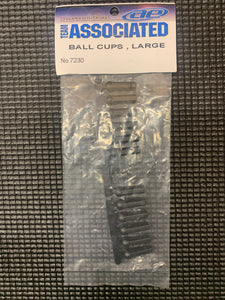 TEAM ASSOCIATED
BALL CUPS , LARGE
No.7230